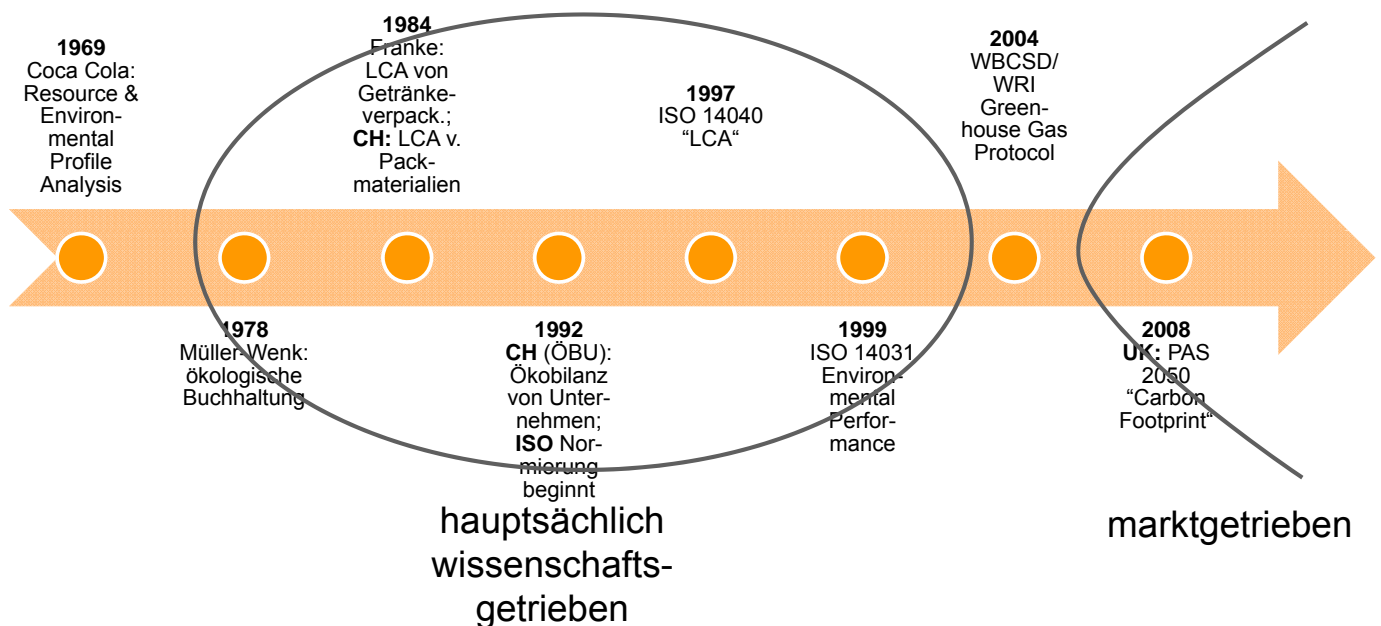 1969
Coca Cola:
Resource &
Environ-
mental
Profile
Analysis
1978
Müller-Wenk:
ökologische
Buchhaltung
1984
Franke:
LCA von
Getränke-
verpack.;
CH: LCA v.
Pack-
materialien
1992
CH (ÖBU):
Ökobilanz
von Unter-
nehmen;
ISO Nor-
mierung
beginnt
1997
ISO 14040
“LCA“
1999
ISO 14031
Environ-
mental
Perfor-
mance
2004
WBCSD/
WRI
Green-
house Gas
Protocol
2008
UK: PAS
2050
“Carbon
Footprint“
hauptsächlich
wissenschafts-
getrieben
marktgetrieben